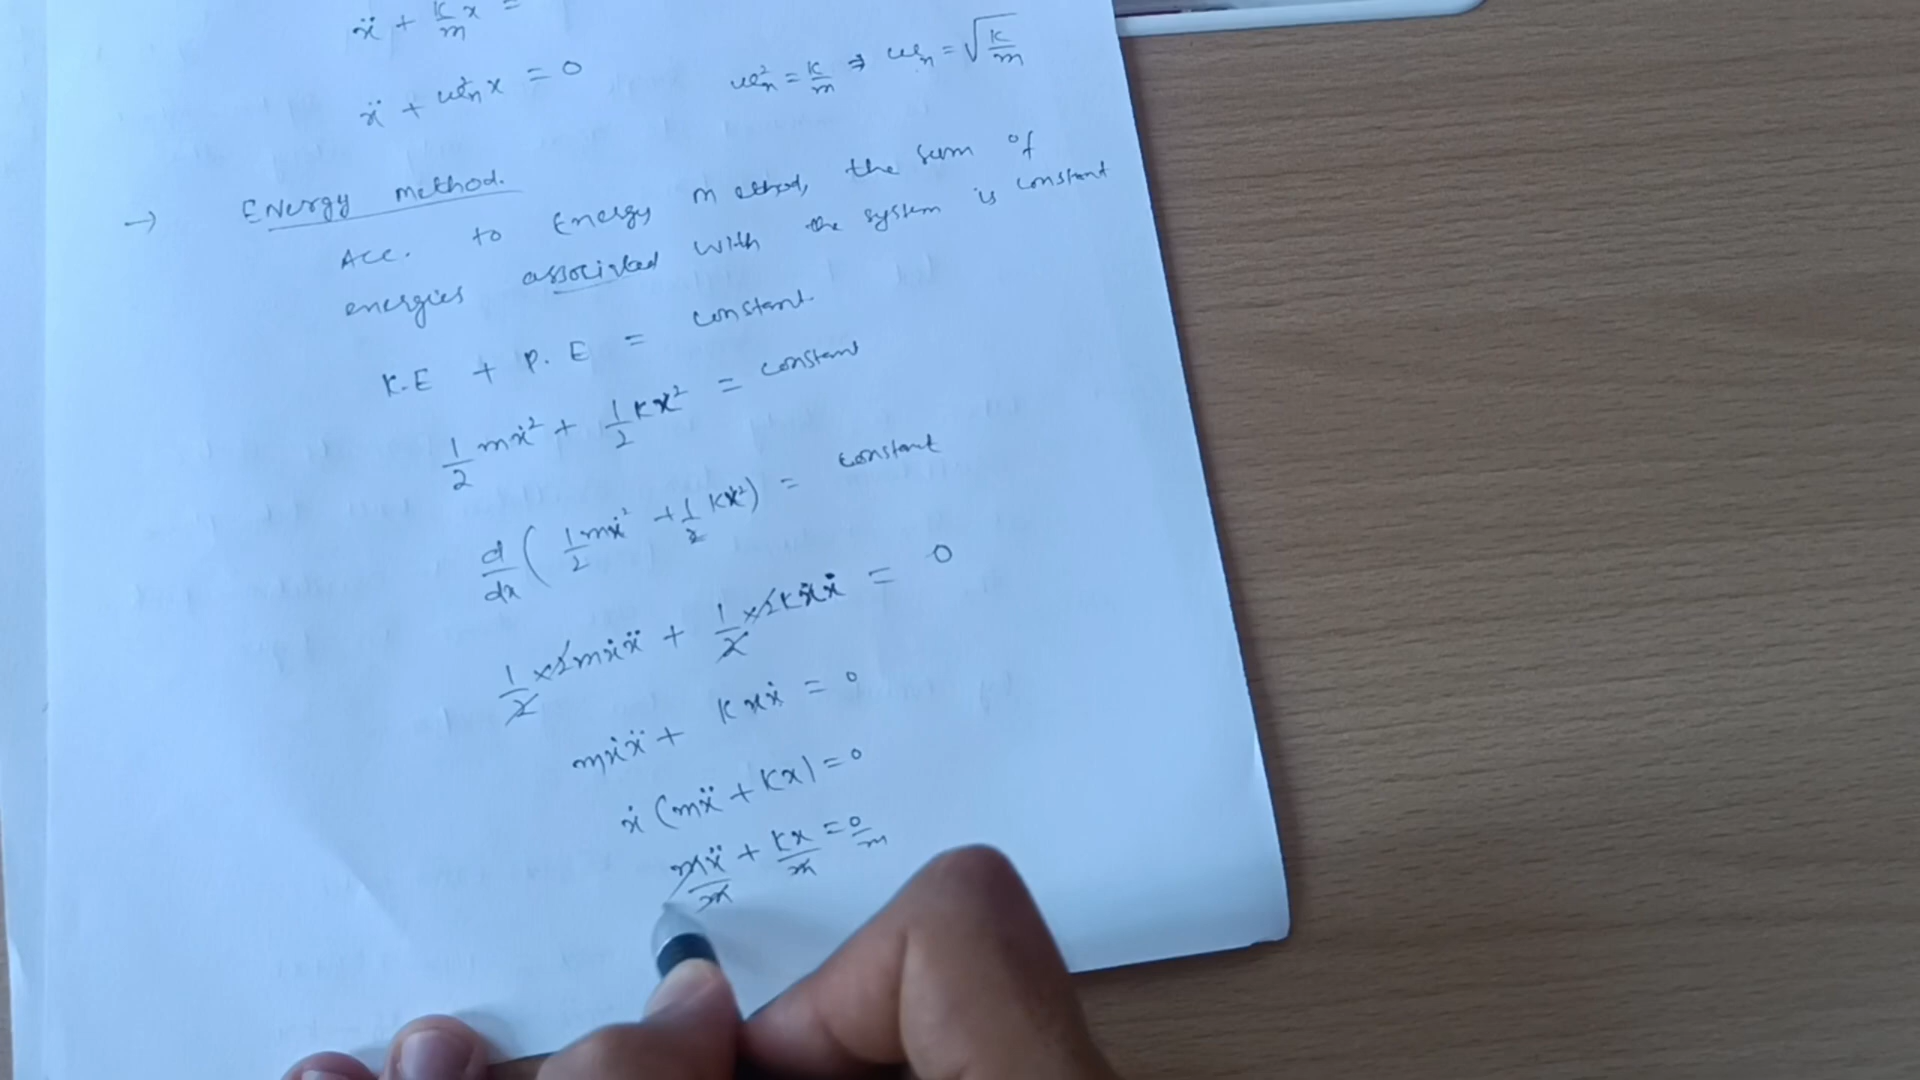 ẍ + K/m x =
ẍ + ωn² x = 0    ωn² = K/m ⇒ ωn = √(K/m)
→ Energy method.
Acc. to Energy method, the sum of
energies associated with the system is constant
K.E + P.E = constant
1/2 mẋ² + 1/2 Kx² = constant
d/dx ( 1/2 mẋ² + 1/2 Kx² ) = constant
1/2 × 2mẋẍ + 1/2 × 2Kẋẋ = 0
mẋẍ + Kxẋ = 0
ẋ (mẍ + Kx) = 0
mẍ/m + Kx/m = 0/m